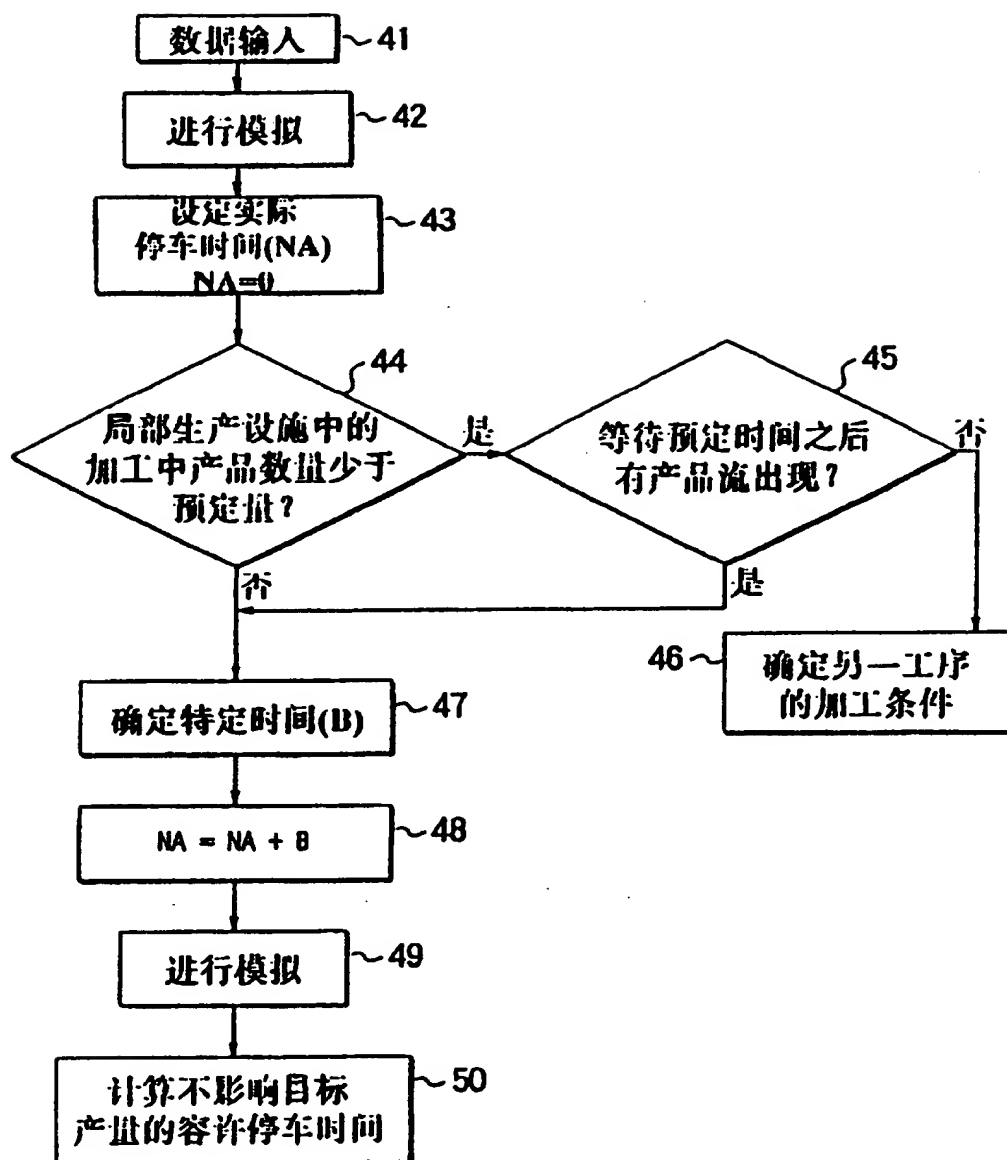 数据输入
41
进行模拟
42
设定实际
停车时间(NA)
NA=0
43
44
局部生产设施中的
加工中产品数量少于
预定量？
是
否
45
等待预定时间之后
有产品流出现？
否
是
46
确定另一工序
的加工条件
确定特定时间(B)
47
NA = NA + B
48
进行模拟
49
计算不影响目标
产量的容许停车时间
50